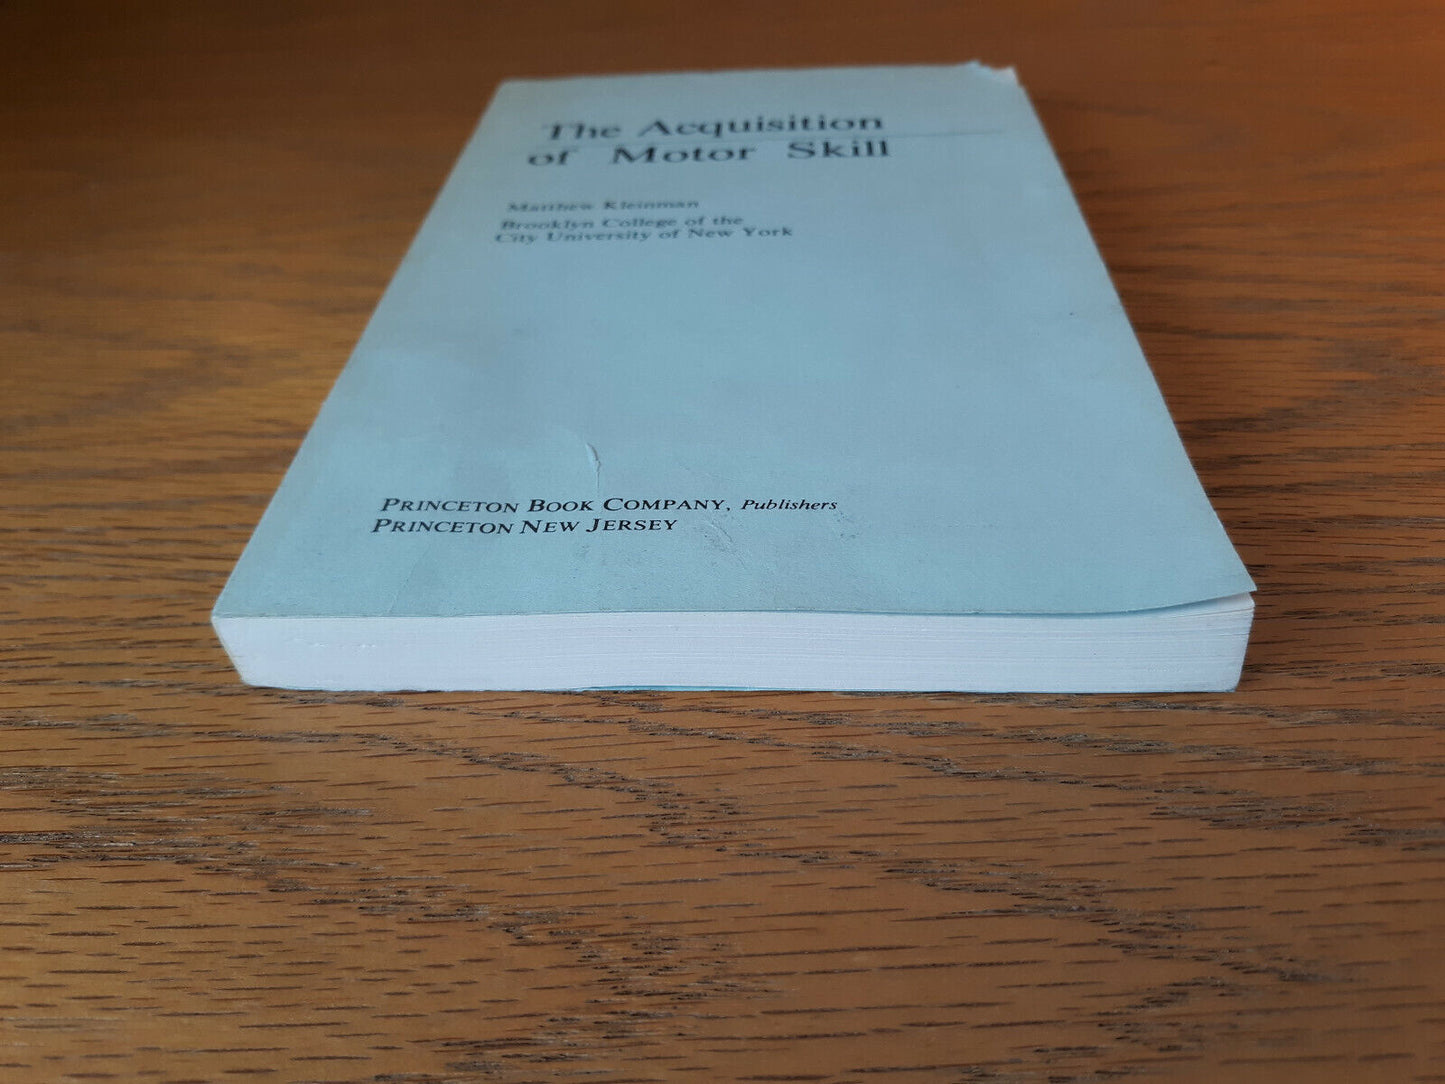 The Acquisition
of Motor Skill
Matthew Kleinman
Brooklyn College of the
City University of New York
PRINCETON BOOK COMPANY, Publishers
PRINCETON NEW JERSEY